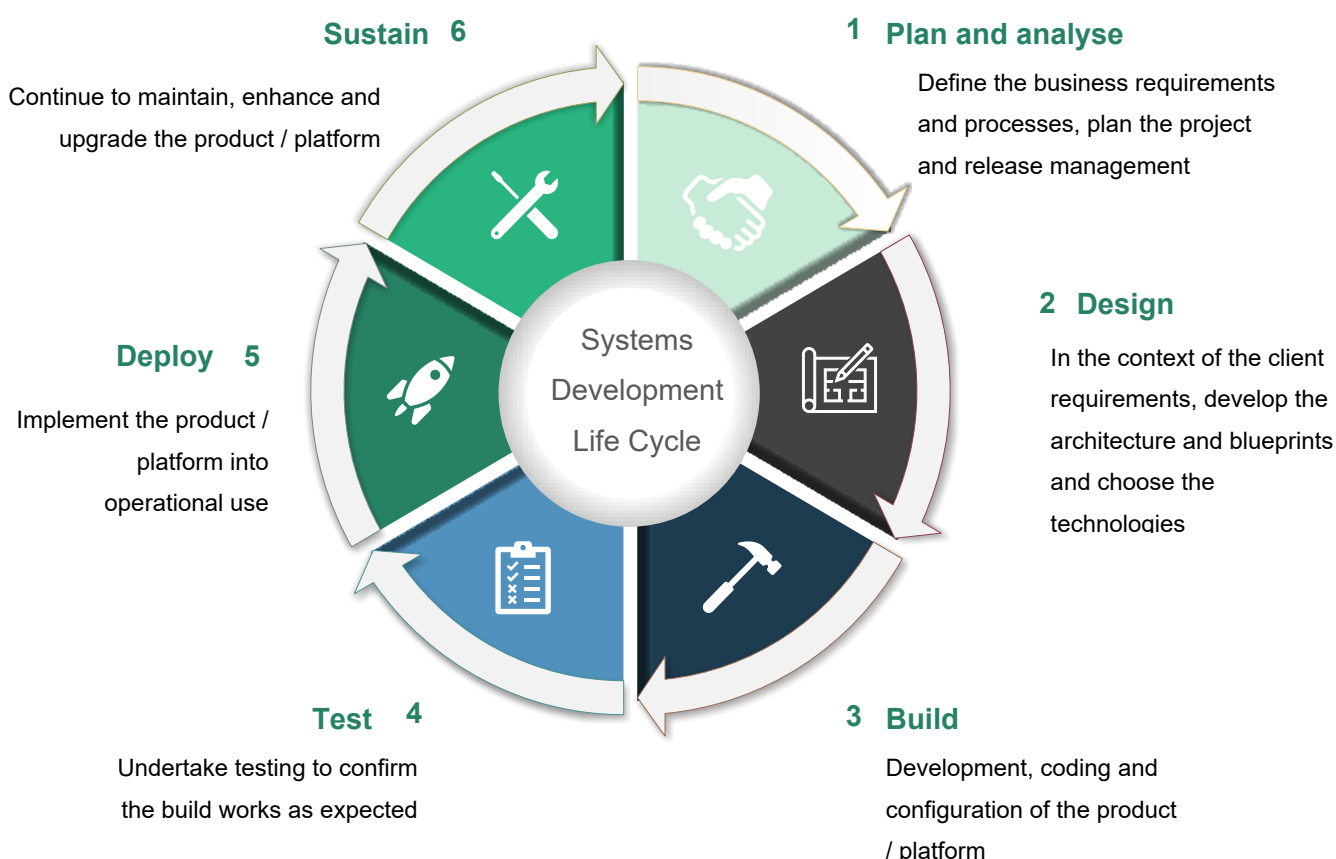 Sustain 6
Continue to maintain, enhance and
upgrade the product / platform
1 Plan and analyse
Define the business requirements
and processes, plan the project
and release management
2 Design
In the context of the client
requirements, develop the
architecture and blueprints
and choose the
technologies
Systems
Development
Life Cycle
Deploy 5
Implement the product /
platform into
operational use
Test 4
Undertake testing to confirm
the build works as expected
3 Build
Development, coding and
configuration of the product
/ platform